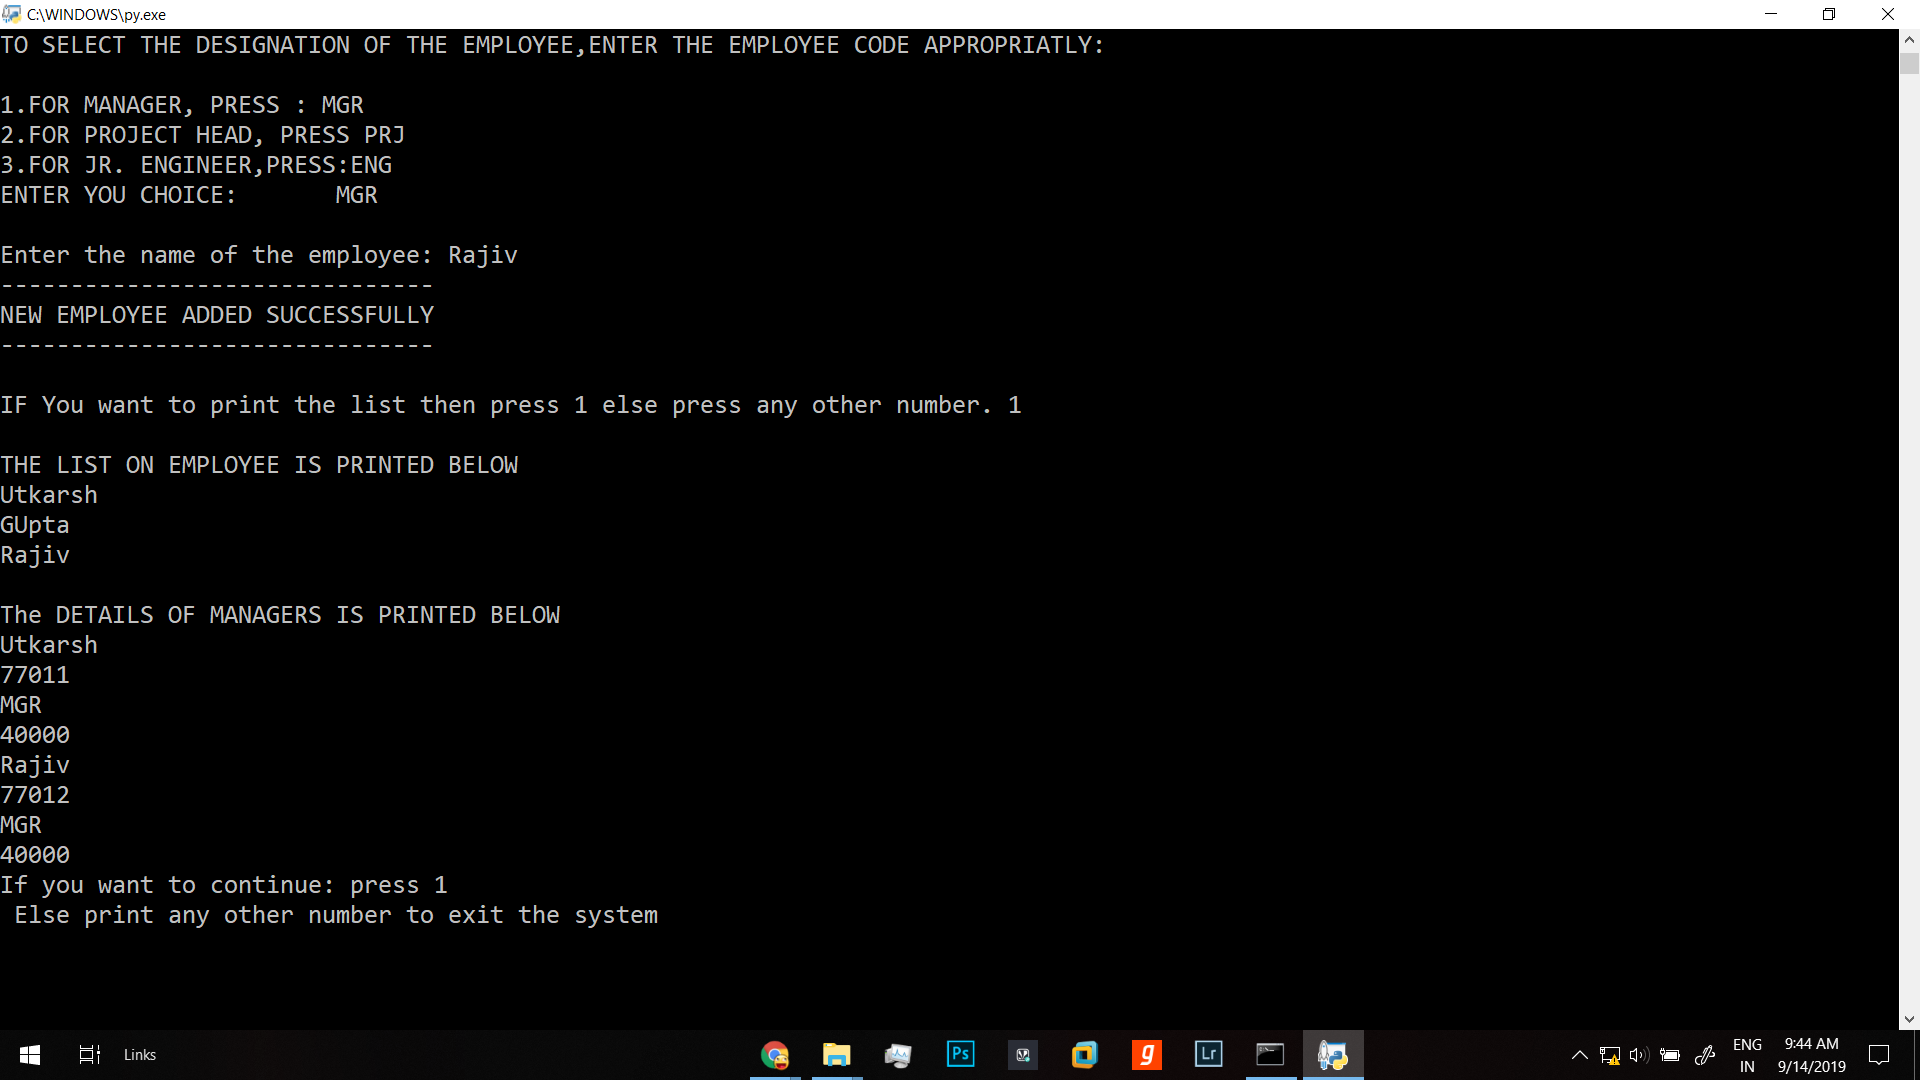 C:\WINDOWS\py.exe
TO SELECT THE DESIGNATION OF THE EMPLOYEE,ENTER THE EMPLOYEE CODE APPROPRIATLY:
1.FOR MANAGER, PRESS : MGR
2.FOR PROJECT HEAD, PRESS PRJ
3.FOR JR. ENGINEER,PRESS:ENG
ENTER YOU CHOICE:       MGR
Enter the name of the employee: Rajiv
-------------------------------
NEW EMPLOYEE ADDED SUCCESSFULLY
-------------------------------
IF You want to print the list then press 1 else press any other number. 1
THE LIST ON EMPLOYEE IS PRINTED BELOW
Utkarsh
GUpta
Rajiv
The DETAILS OF MANAGERS IS PRINTED BELOW
Utkarsh
77011
MGR
40000
Rajiv
77012
MGR
40000
If you want to continue: press 1
 Else print any other number to exit the system
Links
Ps
g
Lr
ENG
IN
9:44 AM
9/14/2019